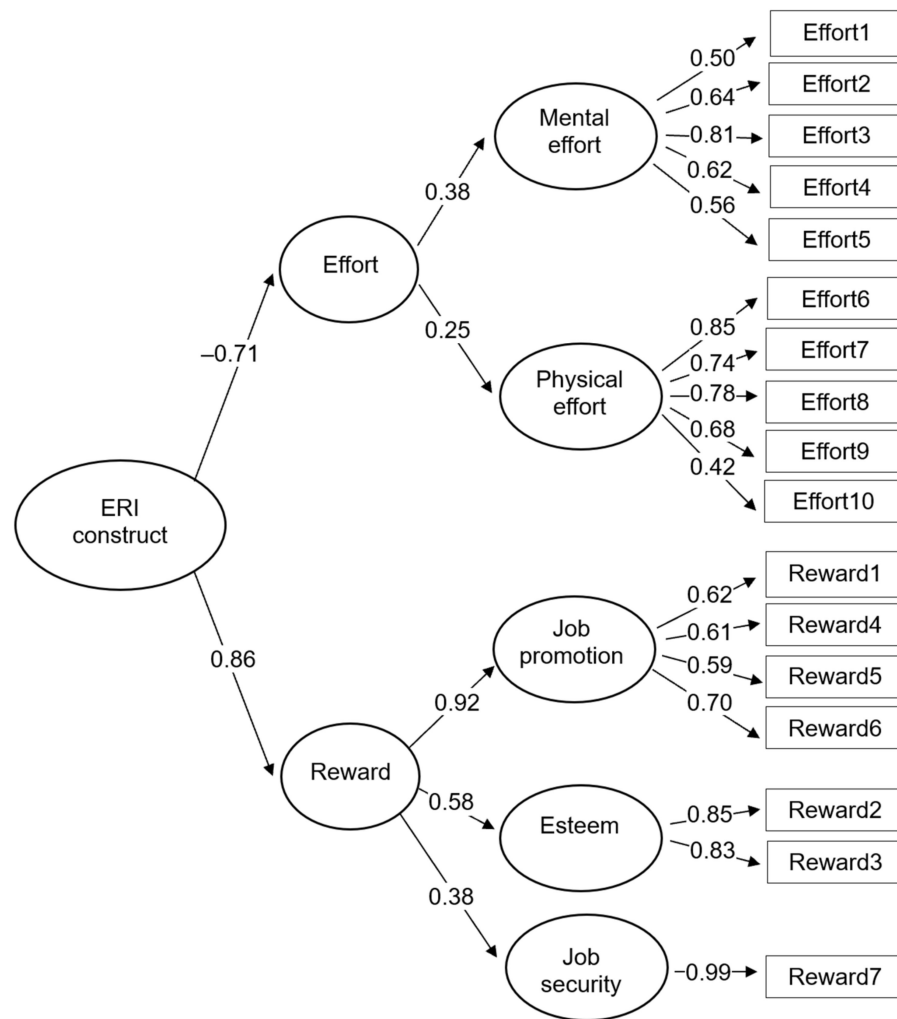 Effort1
0.50
Effort2
0.64
Mental
effort
0.81
Effort3
0.62
Effort4
0.38
0.56
Effort5
Effort
Effort6
0.85
0.25
Effort7
0.74
–0.71
Physical
effort
0.78
Effort8
0.68
Effort9
0.42
Effort10
ERI
construct
Reward1
0.62
Job
promotion
0.61
Reward4
0.86
0.59
Reward5
0.92
0.70
Reward6
Reward
0.58
Esteem
0.85
Reward2
0.83
Reward3
0.38
Job
security
–0.99
Reward7